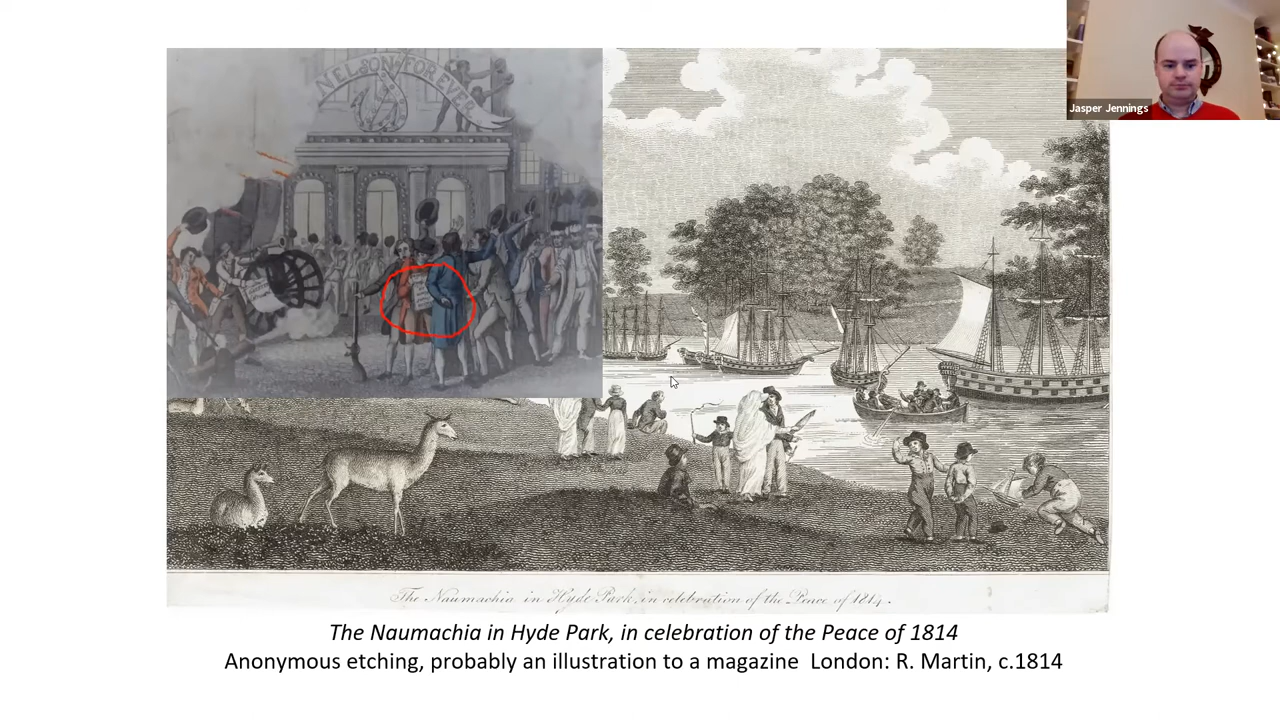 NELSON FOR EVER
Jasper Jennings
The Naumachia in Hyde Park, in celebration of the Peace of 1814.
The Naumachia in Hyde Park, in celebration of the Peace of 1814
Anonymous etching, probably an illustration to a magazine London: R. Martin, c.1814